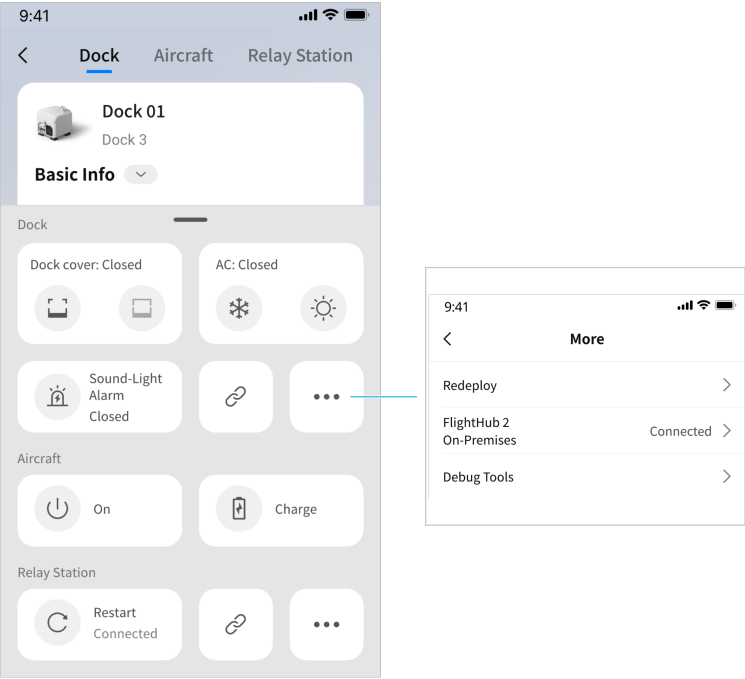 9:41
Dock Aircraft Relay Station
Dock 01
Dock 3
Basic Info
Dock
Dock cover: Closed
AC: Closed
Sound-Light
Alarm
Closed
Aircraft
On
Charge
Relay Station
Restart
Connected
9:41
More
Redeploy
FlightHub 2
On-Premises
Connected
Debug Tools